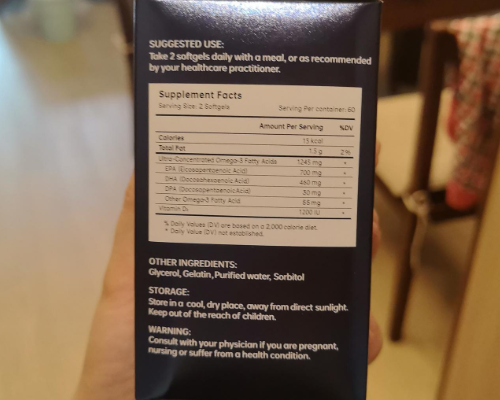 SUGGESTED USE:
Take 2 softgels daily with a meal, or as recommended
by your healthcare practitioner.
Supplement Facts
Serving Size: 2 Softgels Serving Per container: 60
Amount Per Serving %DV
Calories 13 kcal
Total Fat 1.3 g 2%
Ultra-Concentrated Omega-3 Fatty Acids 1245 mg *
EPA (Eicosapentaenoic Acid) 700 mg *
DHA (Docosahexaenoic Acid) 460 mg *
DPA (Docosapentaenoic Acid) 30 mg *
Other Omega-3 Fatty Acid 55 mg *
Vitamin D₃ 1200 IU *
% Daily Values (DV) are based on a 2,000 calorie diet.
* Daily Value (DV) not established.
OTHER INGREDIENTS:
Glycerol, Gelatin, Purified water, Sorbitol
STORAGE:
Store in a cool, dry place, away from direct sunlight.
Keep out of the reach of children.
WARNING:
Consult with your physician if you are pregnant,
nursing or suffer from a health condition.